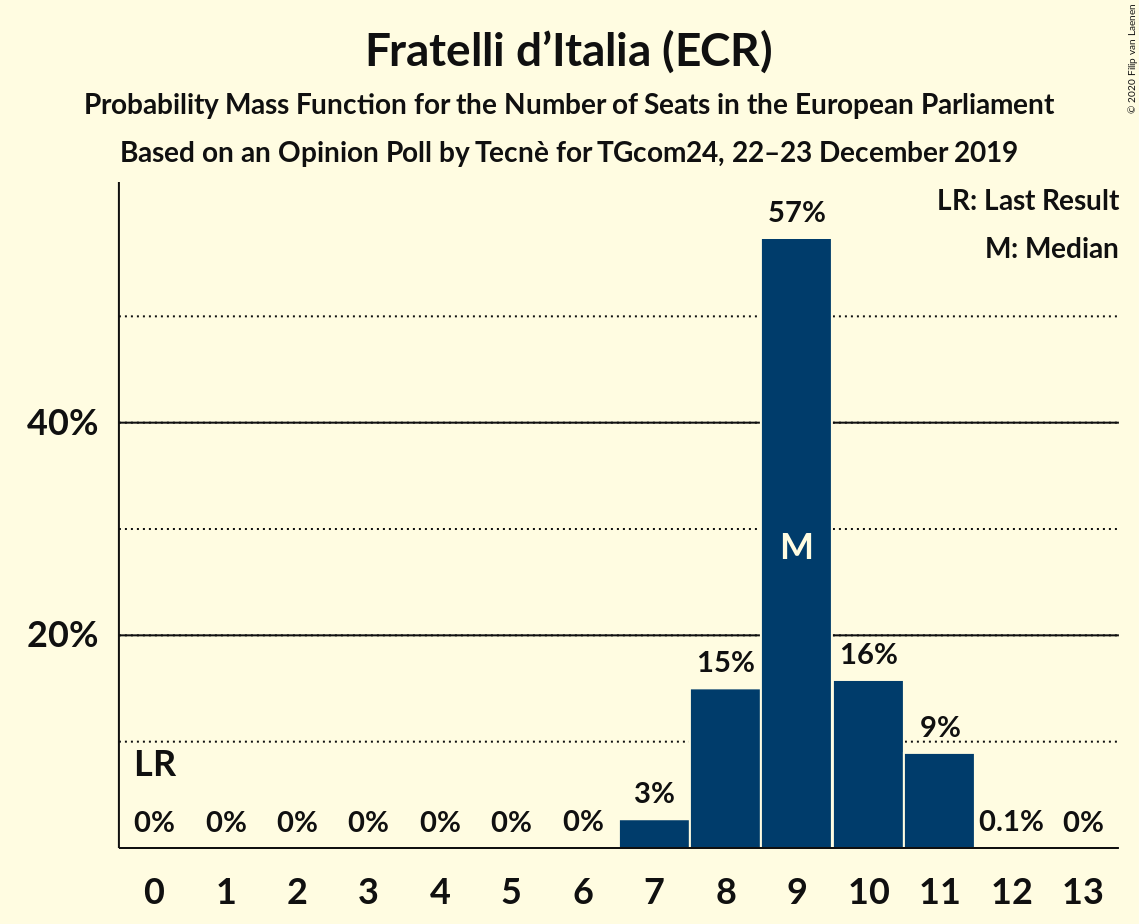 Fratelli d’Italia (ECR)
Probability Mass Function for the Number of Seats in the European Parliament
Based on an Opinion Poll by Tecnè for TGcom24, 22–23 December 2019
© 2020 Filip van Laenen
LR: Last Result
M: Median
57%
40%
M
20%
15%
16%
9%
LR
3%
0% 0% 0% 0% 0% 0% 0% 0.1% 0%
0 1 2 3 4 5 6 7 8 9 10 11 12 13